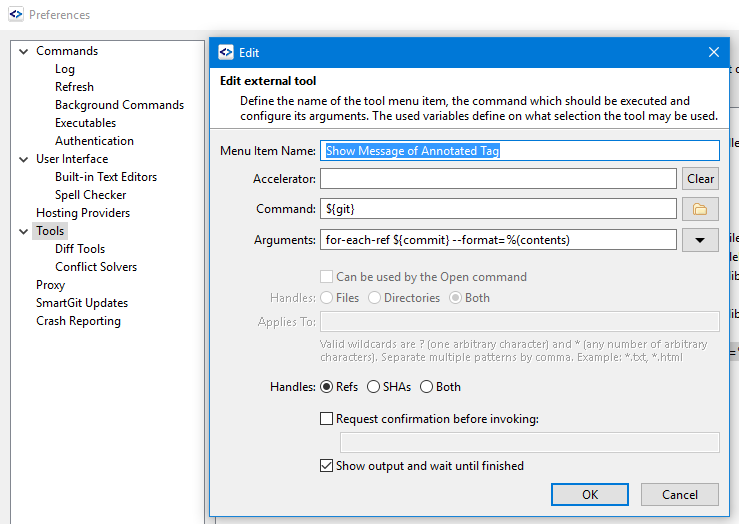 Preferences
Commands
Log
Refresh
Background Commands
Executables
Authentication
User Interface
Built-in Text Editors
Spell Checker
Hosting Providers
Tools
Diff Tools
Conflict Solvers
Proxy
SmartGit Updates
Crash Reporting
Edit
Edit external tool
Define the name of the tool menu item, the command which should be executed and
configure its arguments. The used variables define on what selection the tool may be used.
Menu Item Name: Show Message of Annotated Tag
Accelerator: Clear
Command: ${git}
Arguments: for-each-ref ${commit} --format=%(contents)
Can be used by the Open command
Handles: Files Directories Both
Applies To:
Valid wildcards are ? (one arbitrary character) and * (any number of arbitrary
characters). Separate multiple patterns by comma. Example: *.txt, *.html
Handles: Refs SHAs Both
Request confirmation before invoking:
Show output and wait until finished
OK Cancel